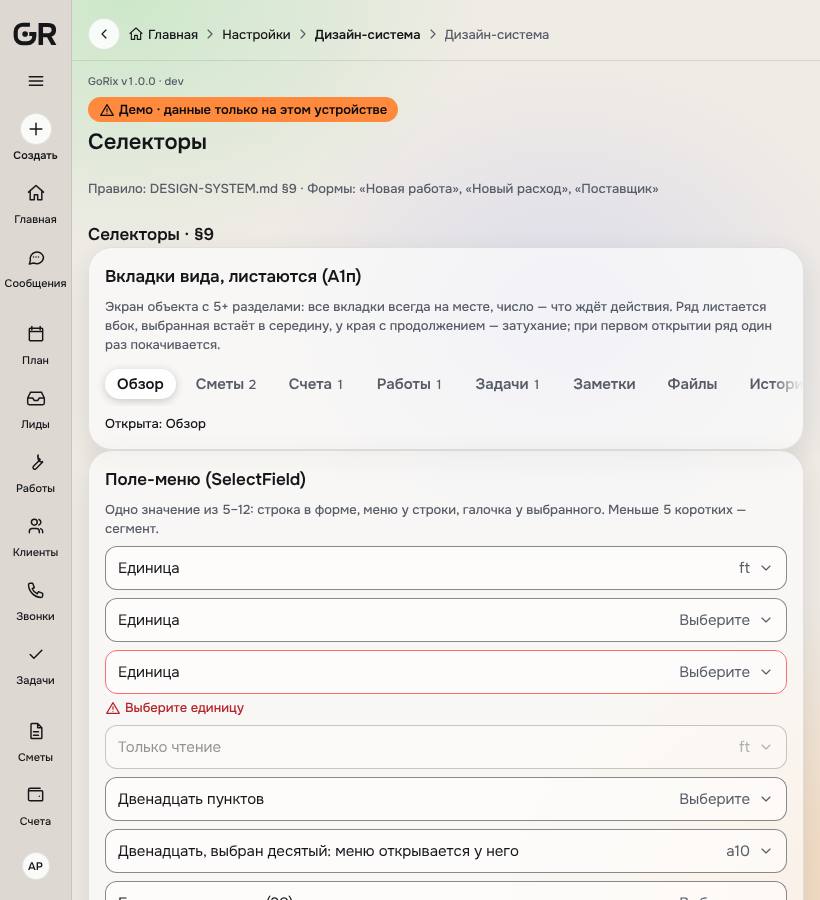 GR
Создать
Главная
Сообщения
План
Лиды
Работы
Клиенты
Звонки
Задачи
Сметы
Счета
AP
Главная > Настройки > Дизайн-система > Дизайн-система
GoRix v1.0.0 · dev
Демо · данные только на этом устройстве
Селекторы
Правило: DESIGN-SYSTEM.md §9 · Формы: «Новая работа», «Новый расход», «Поставщик»
Селекторы · §9
Вкладки вида, листаются (А1п)
Экран объекта с 5+ разделами: все вкладки всегда на месте, число — что ждёт действия. Ряд листается
вбок, выбранная встаёт в середину, у края с продолжением — затухание; при первом открытии ряд один
раз покачивается.
Обзор Сметы 2 Счета 1 Работы 1 Задачи 1 Заметки Файлы Истори
Открыта: Обзор
Поле-меню (SelectField)
Одно значение из 5–12: строка в форме, меню у строки, галочка у выбранного. Меньше 5 коротких —
сегмент.
Единица ft
Единица Выберите
Единица Выберите
Выберите единицу
Только чтение ft
Двенадцать пунктов Выберите
Двенадцать, выбран десятый: меню открывается у него a10